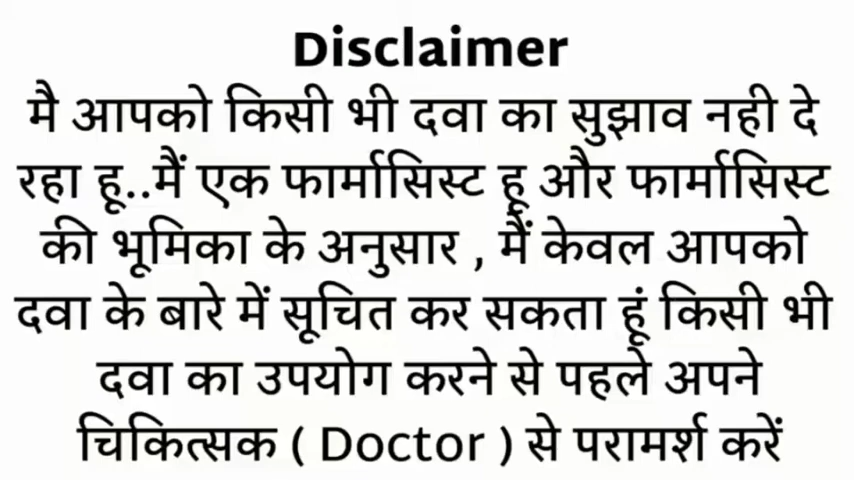 Disclaimer
मै आपको किसी भी दवा का सुझाव नही दे
रहा हू..मैं एक फार्मासिस्ट हू और फार्मासिस्ट
की भूमिका के अनुसार , मैं केवल आपको
दवा के बारे में सूचित कर सकता हूं किसी भी
दवा का उपयोग करने से पहले अपने
चिकित्सक ( Doctor ) से परामर्श करें